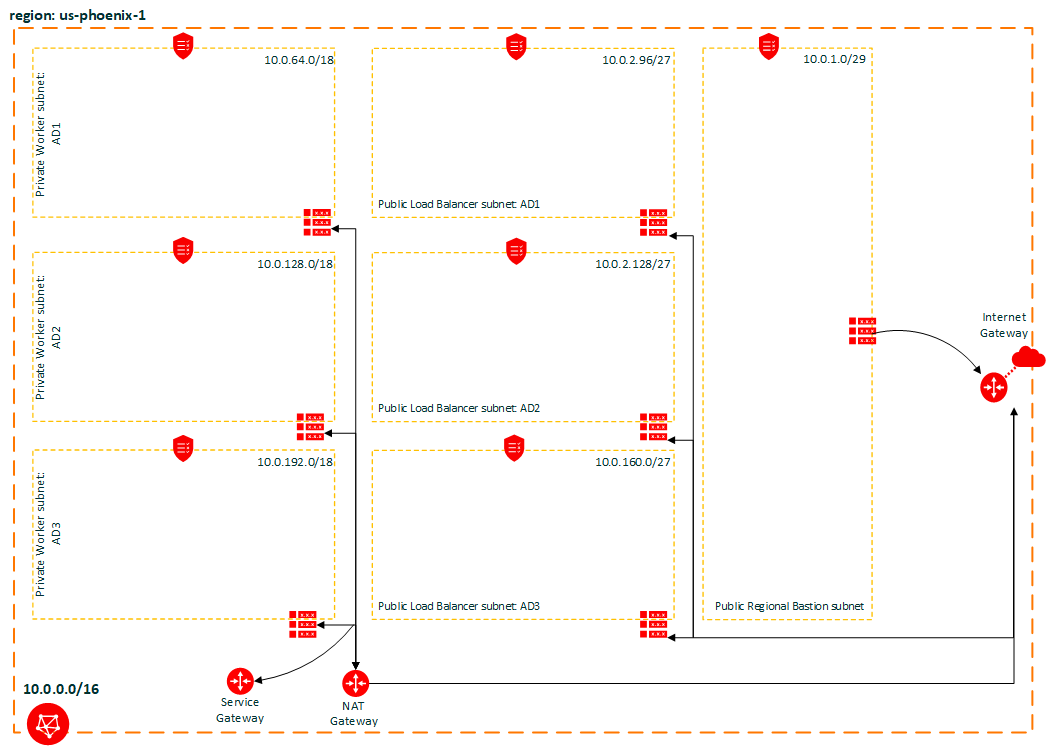 region: us-phoenix-1
10.0.64.0/18
Private Worker subnet:
AD1
10.0.2.96/27
Public Load Balancer subnet: AD1
10.0.1.0/29
10.0.128.0/18
Private Worker subnet:
AD2
10.0.2.128/27
Public Load Balancer subnet: AD2
Internet
Gateway
10.0.192.0/18
Private Worker subnet:
AD3
10.0.160.0/27
Public Load Balancer subnet: AD3
Public Regional Bastion subnet
10.0.0.0/16
Service
Gateway
NAT
Gateway